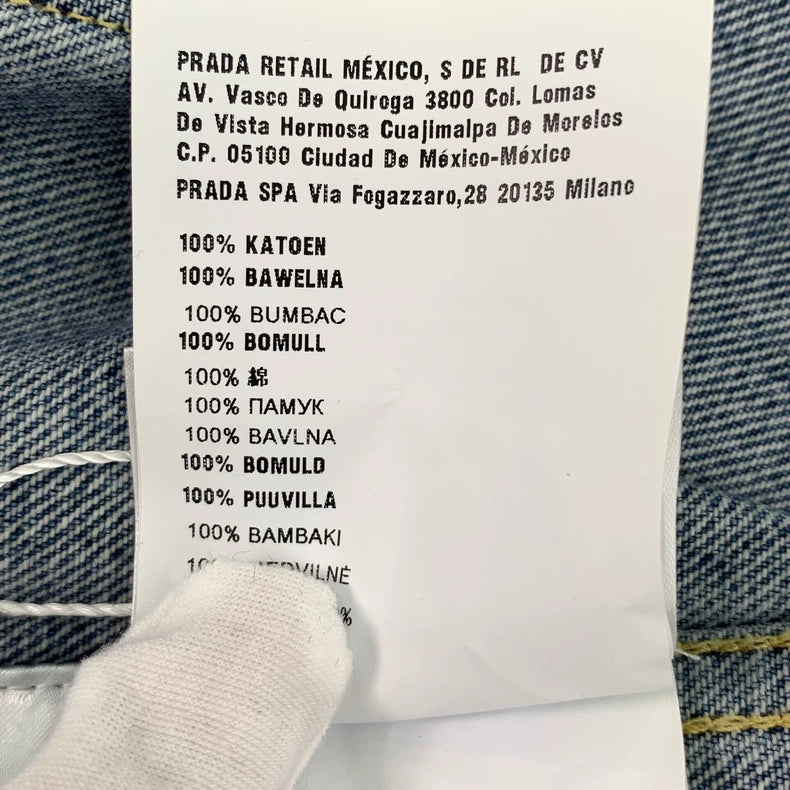 PRADA RETAIL MÉXICO, S DE RL DE CV
AV. Vasco De Quiroga 3800 Col. Lomas
De Vista Hermosa Cuajimalpa De Morelos
C.P. 05100 Ciudad De México-México
PRADA SPA Via Fogazzaro,28 20135 Milano
100% KATOEN
100% BAWELNA
100% BUMBAC
100% BOMULL
100% 綿
100% ПАМУК
100% BAVLNA
100% BOMULD
100% PUUVILLA
100% BAMBAKI